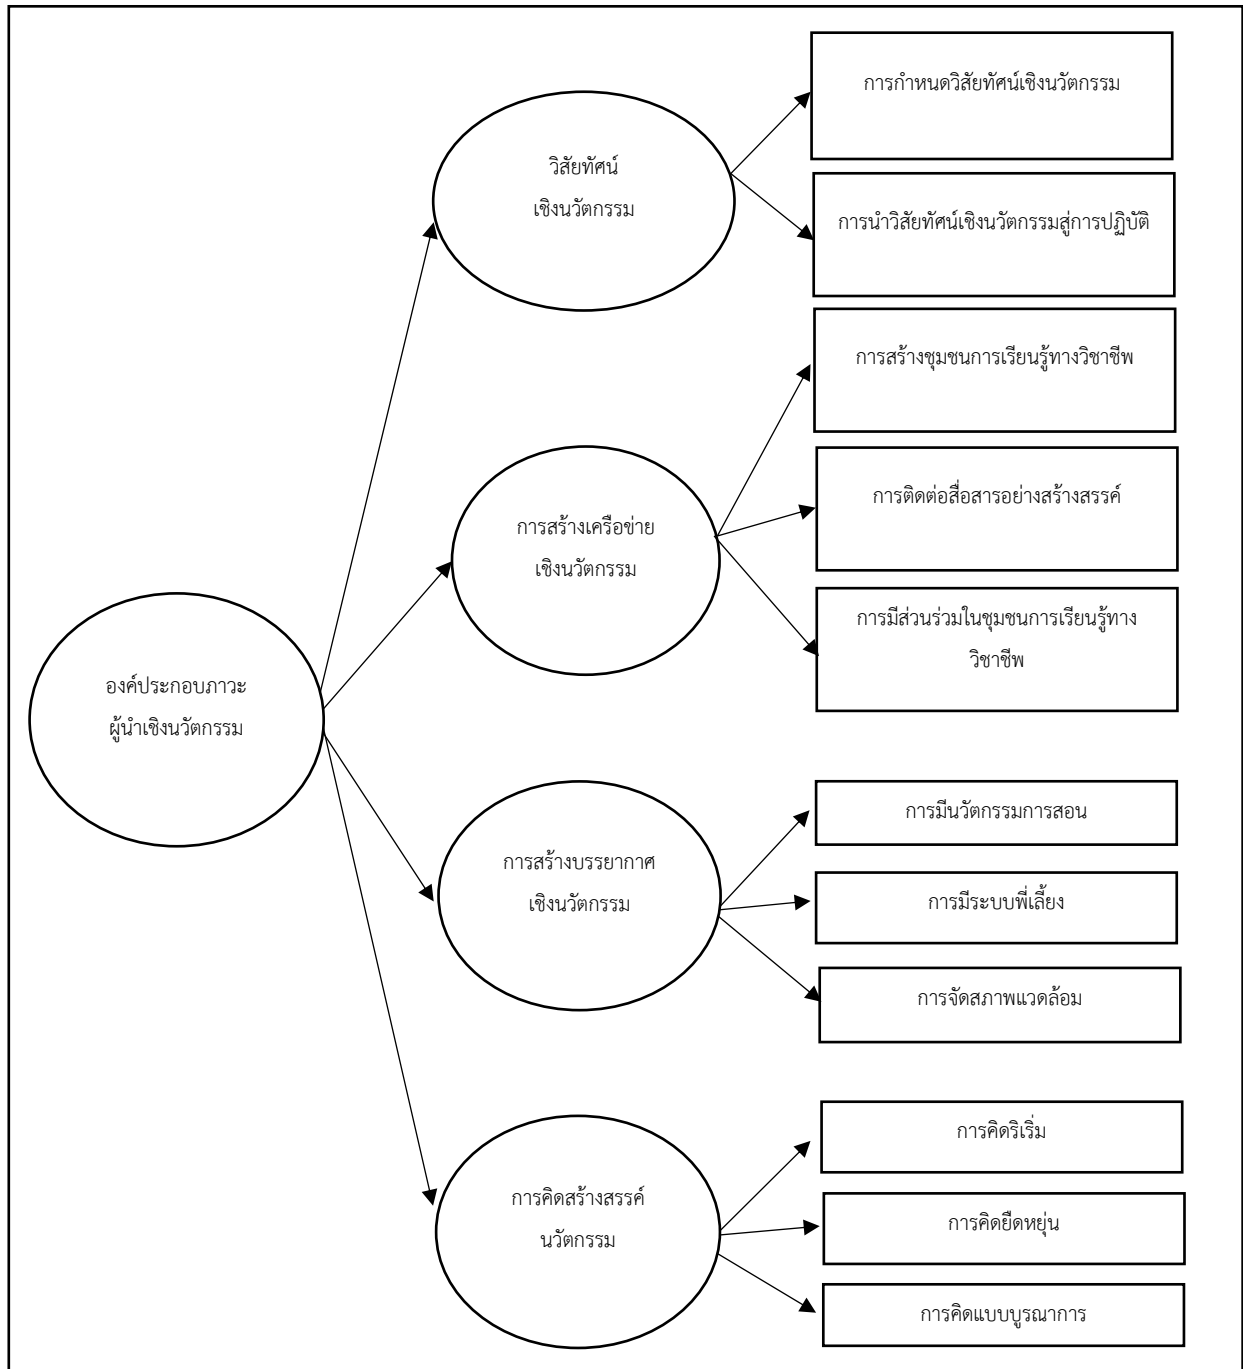 การกำหนดวิสัยทัศน์เชิงนวัตกรรม
วิสัยทัศน์
เชิงนวัตกรรม
การนำวิสัยทัศน์เชิงนวัตกรรมสู่การปฏิบัติ
การสร้างชุมชนการเรียนรู้ทางวิชาชีพ
การติดต่อสื่อสารอย่างสร้างสรรค์
การสร้างเครือข่าย
เชิงนวัตกรรม
การมีส่วนร่วมในชุมชนการเรียนรู้ทาง
วิชาชีพ
องค์ประกอบภาวะ
ผู้นำเชิงนวัตกรรม
การมีนวัตกรรมการสอน
การสร้างบรรยากาศ
เชิงนวัตกรรม
การมีระบบพี่เลี้ยง
การจัดสภาพแวดล้อม
การคิดริเริ่ม
การคิดสร้างสรรค์
นวัตกรรม
การคิดยืดหยุ่น
การคิดแบบบูรณาการ